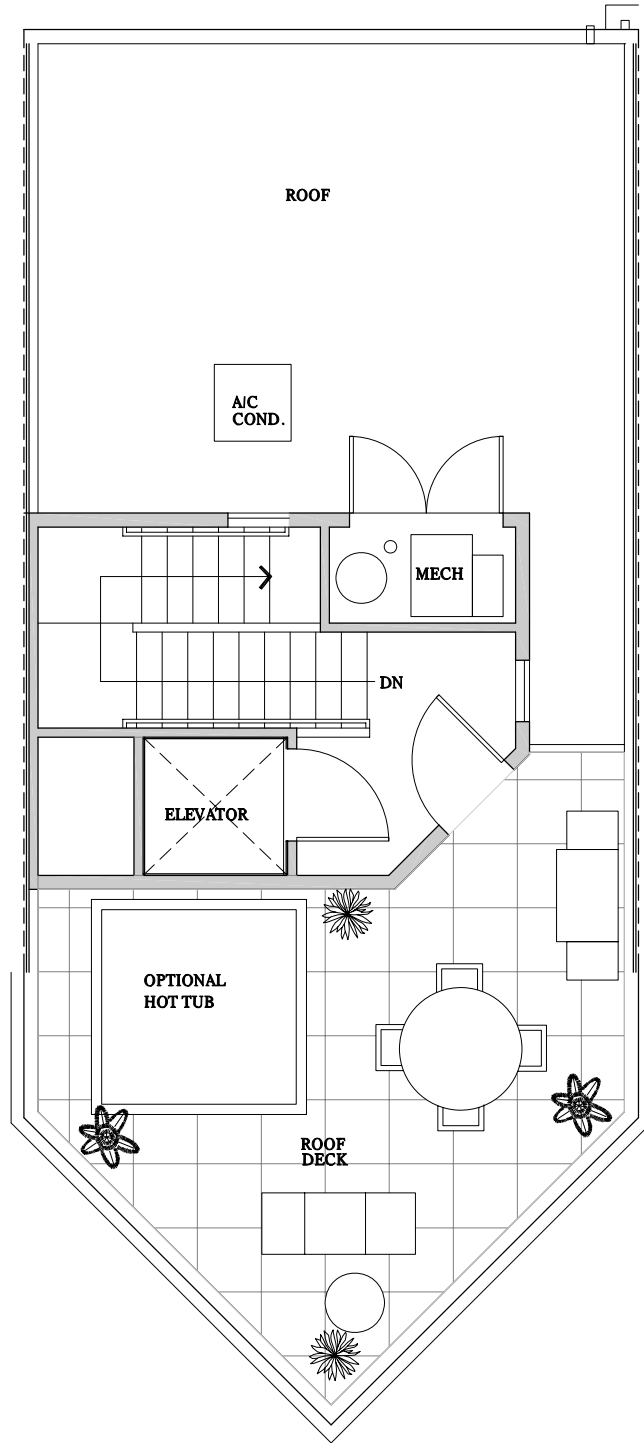 ROOF
A/C
COND.
MECH
DN
ELEVATOR
OPTIONAL
HOT TUB
ROOF
DECK